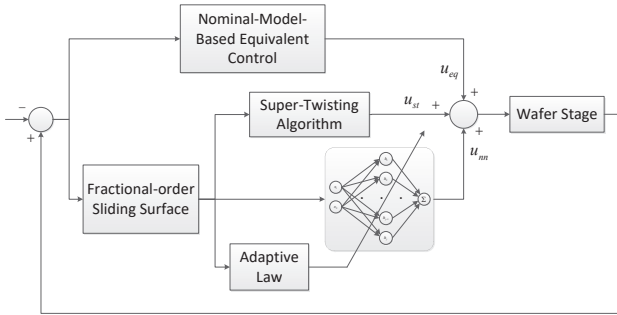 Nominal-Model-
Based Equivalent
Control
u_eq
−
+
Super-Twisting
Algorithm
u_st
+
+
+
Wafer Stage
u_nn
Fractional-order
Sliding Surface
Σ
Adaptive
Law